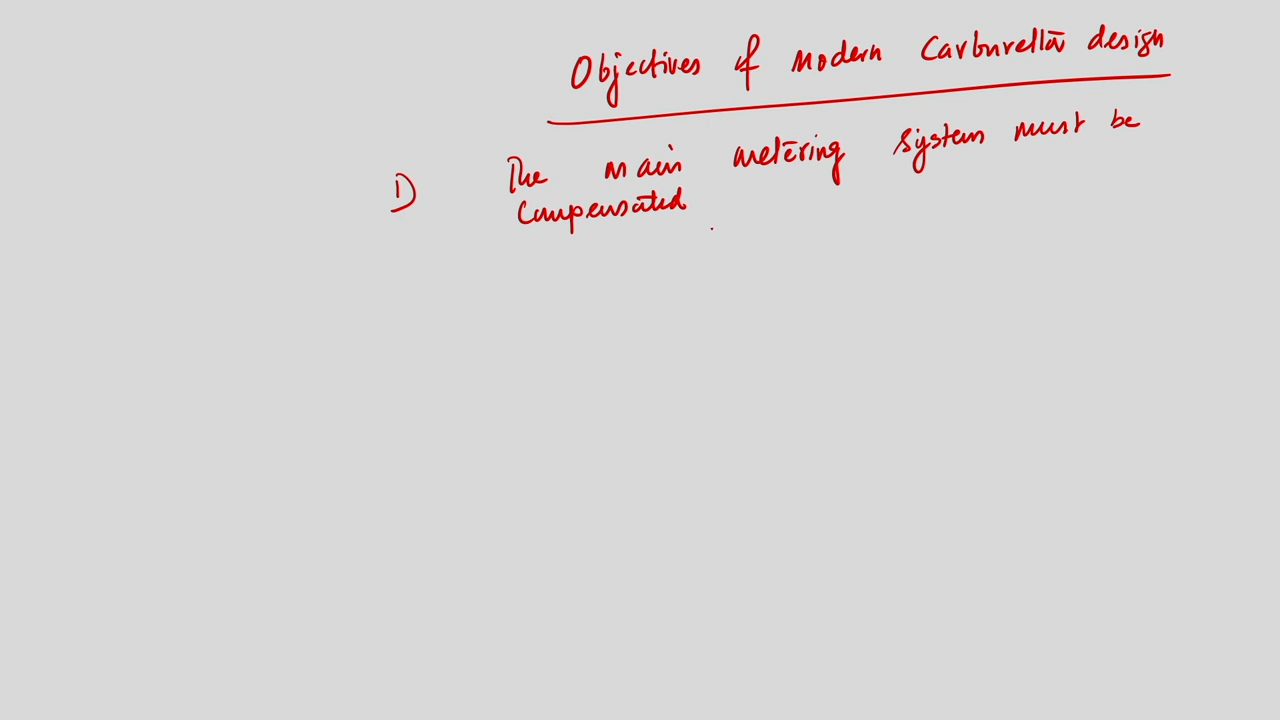 Objectives of modern Carburettor design
1) The main metering system must be
Compensated